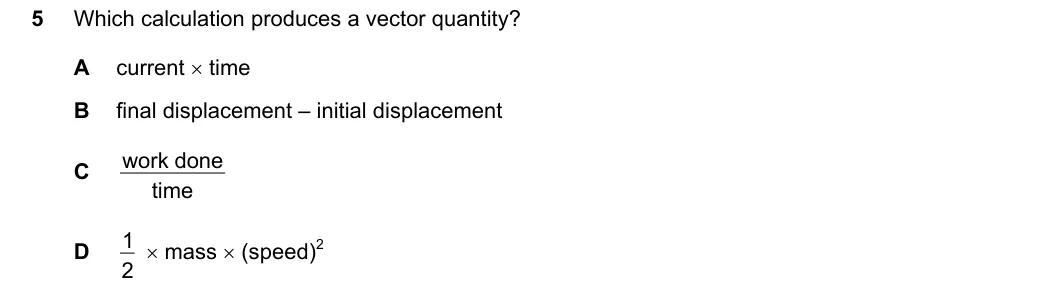 5 Which calculation produces a vector quantity?
A current × time
B final displacement – initial displacement
C work done
time
D 1/2 × mass × (speed)²